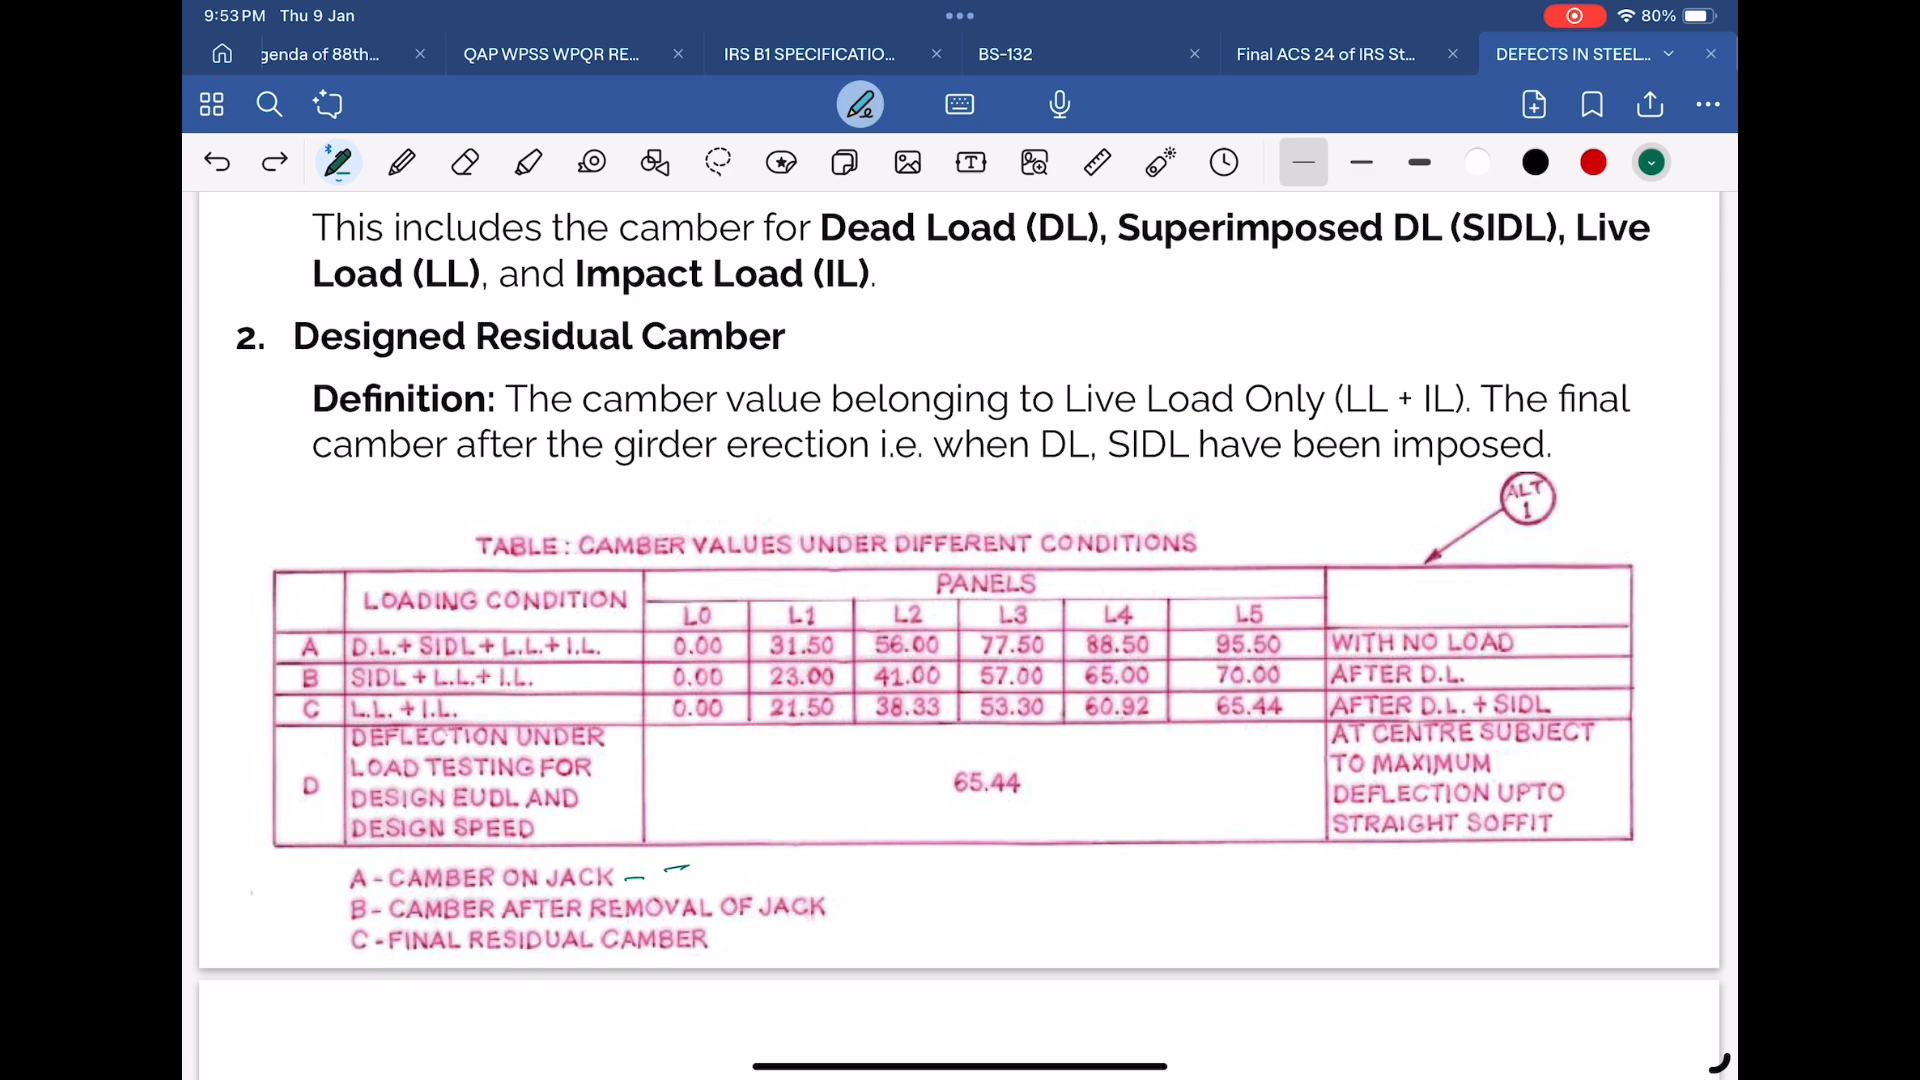 9:53 PM Thu 9 Jan
80%
genda of 88th...
QAP WPSS WPQR RE...
IRS B1 SPECIFICATIO...
BS-132
Final ACS 24 of IRS St...
DEFECTS IN STEEL...
This includes the camber for Dead Load (DL), Superimposed DL (SIDL), Live
Load (LL), and Impact Load (IL).
2. Designed Residual Camber
Definition: The camber value belonging to Live Load Only (LL + IL). The final
camber after the girder erection i.e. when DL, SIDL have been imposed.
ALT
1
TABLE : CAMBER VALUES UNDER DIFFERENT CONDITIONS
LOADING CONDITION PANELS
L0 L1 L2 L3 L4 L5
A D.L.+ SIDL + L.L.+ I.L. 0.00 31.50 56.00 77.50 88.50 95.50 WITH NO LOAD
B SIDL + L.L.+ I.L. 0.00 23.00 41.00 57.00 65.00 70.00 AFTER D.L.
C L.L. + I.L. 0.00 21.50 38.33 53.30 60.92 65.44 AFTER D.L. + SIDL
D DEFLECTION UNDER
LOAD TESTING FOR
DESIGN EUDL AND
DESIGN SPEED
65.44
AT CENTRE SUBJECT
TO MAXIMUM
DEFLECTION UPTO
STRAIGHT SOFFIT
A - CAMBER ON JACK
B - CAMBER AFTER REMOVAL OF JACK
C - FINAL RESIDUAL CAMBER